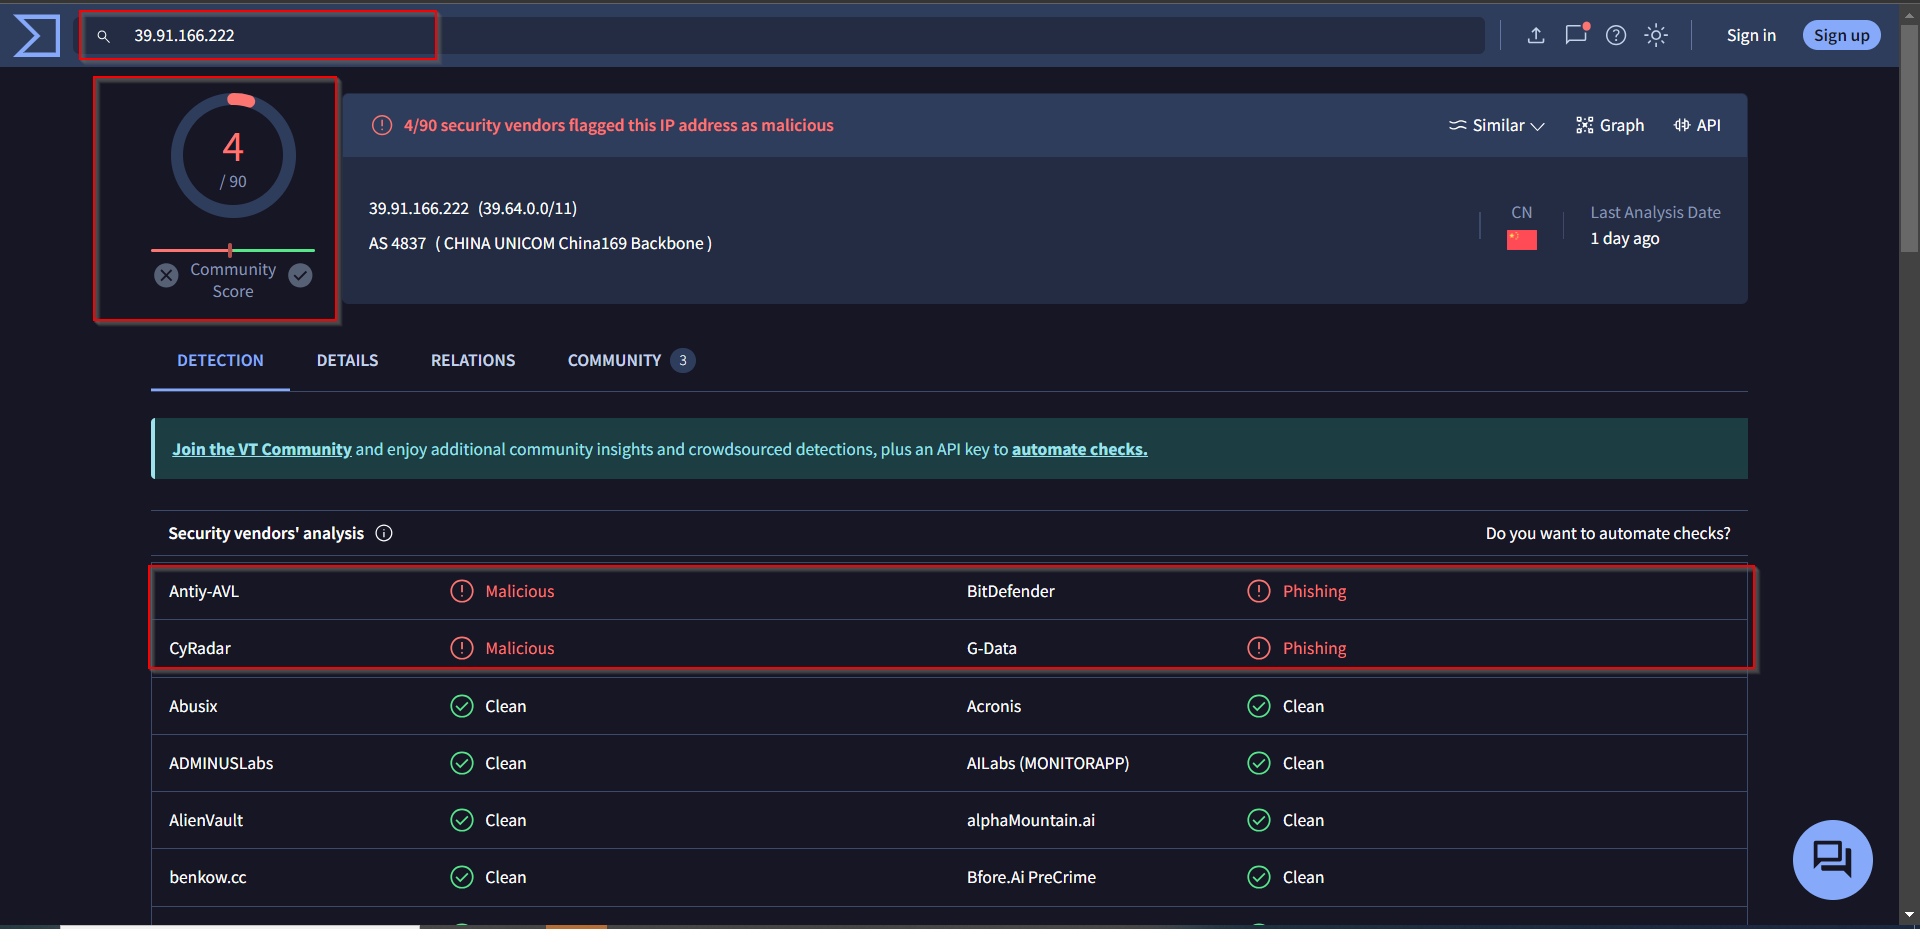 39.91.166.222
Sign in
Sign up
4
/ 90
Community
Score
4/90 security vendors flagged this IP address as malicious
Similar
Graph
API
39.91.166.222 (39.64.0.0/11)
AS 4837 ( CHINA UNICOM China169 Backbone )
CN
Last Analysis Date
1 day ago
DETECTION
DETAILS
RELATIONS
COMMUNITY 3
Join the VT Community and enjoy additional community insights and crowdsourced detections, plus an API key to automate checks.
Security vendors' analysis
Do you want to automate checks?
Antiy-AVL Malicious BitDefender Phishing
CyRadar Malicious G-Data Phishing
Abusix Clean Acronis Clean
ADMINUSLabs Clean AILabs (MONITORAPP) Clean
AlienVault Clean alphaMountain.ai Clean
benkow.cc Clean Bfore.Ai PreCrime Clean